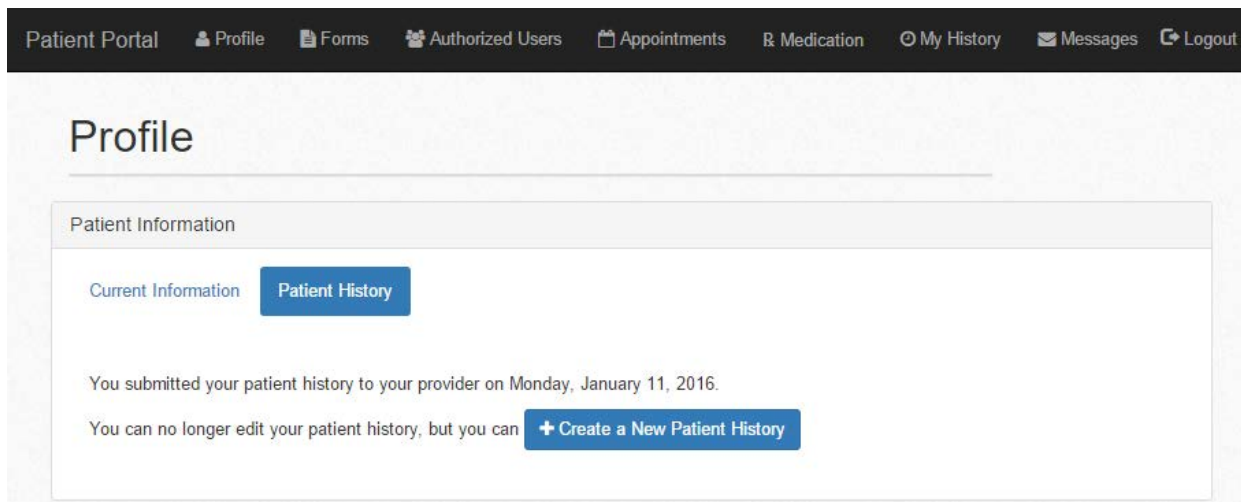 Patient Portal Profile Forms Authorized Users Appointments ℞ Medication My History Messages Logout
Profile
Patient Information
Current Information Patient History
You submitted your patient history to your provider on Monday, January 11, 2016.
You can no longer edit your patient history, but you can + Create a New Patient History